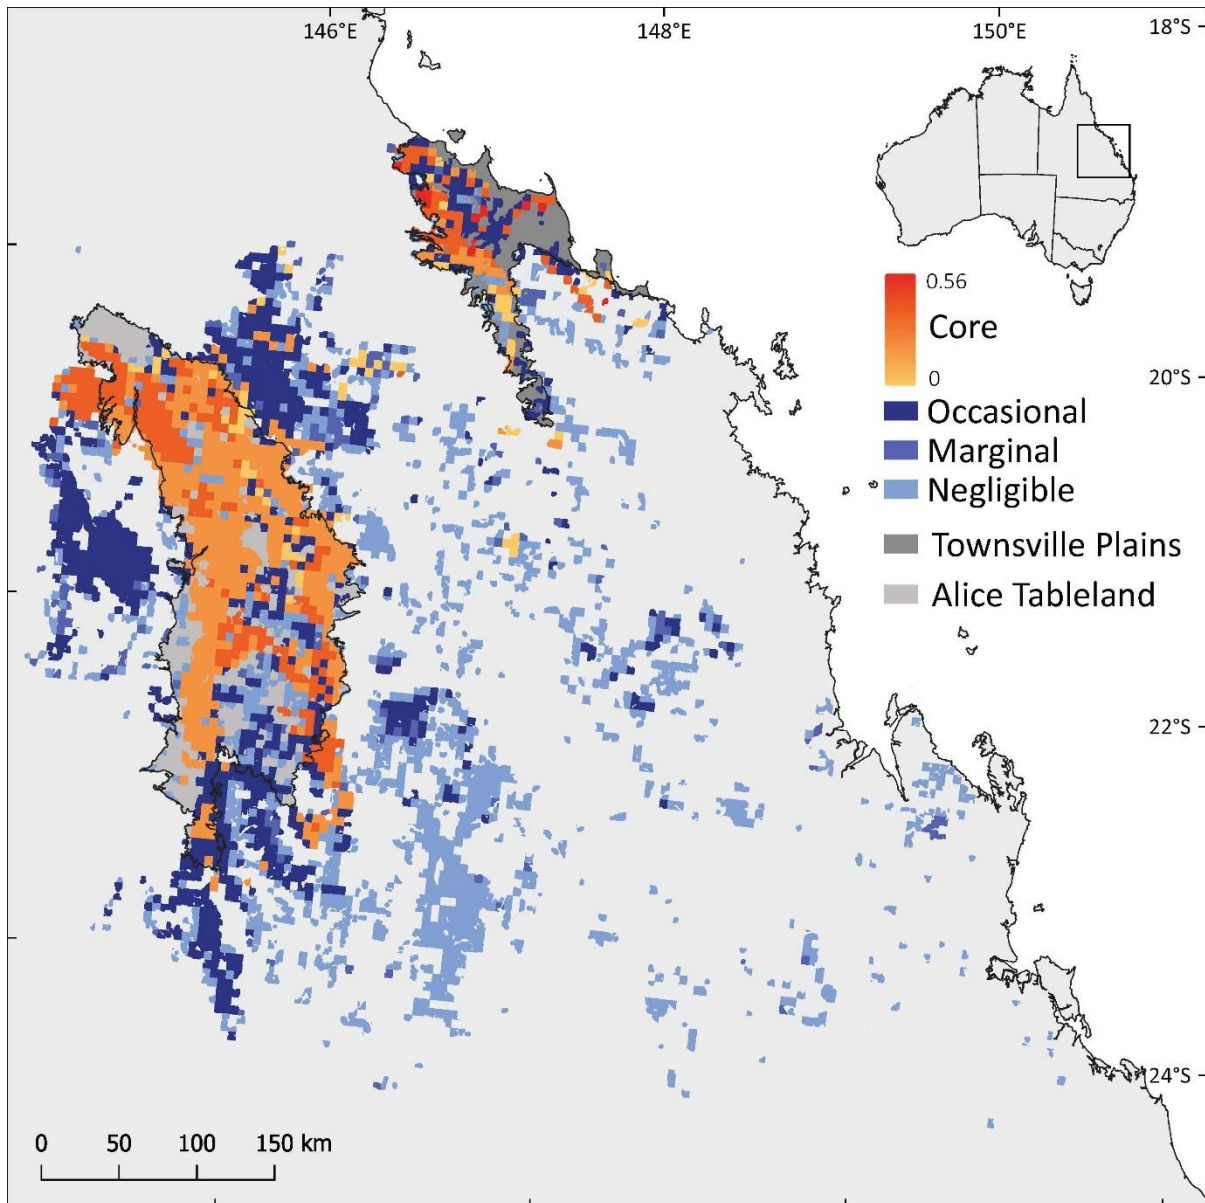 146°E 148°E 150°E 18°S
0.56
Core
0
20°S
Occasional
Marginal
Negligible
Townsville Plains
Alice Tableland
22°S
24°S
0 50 100 150 km